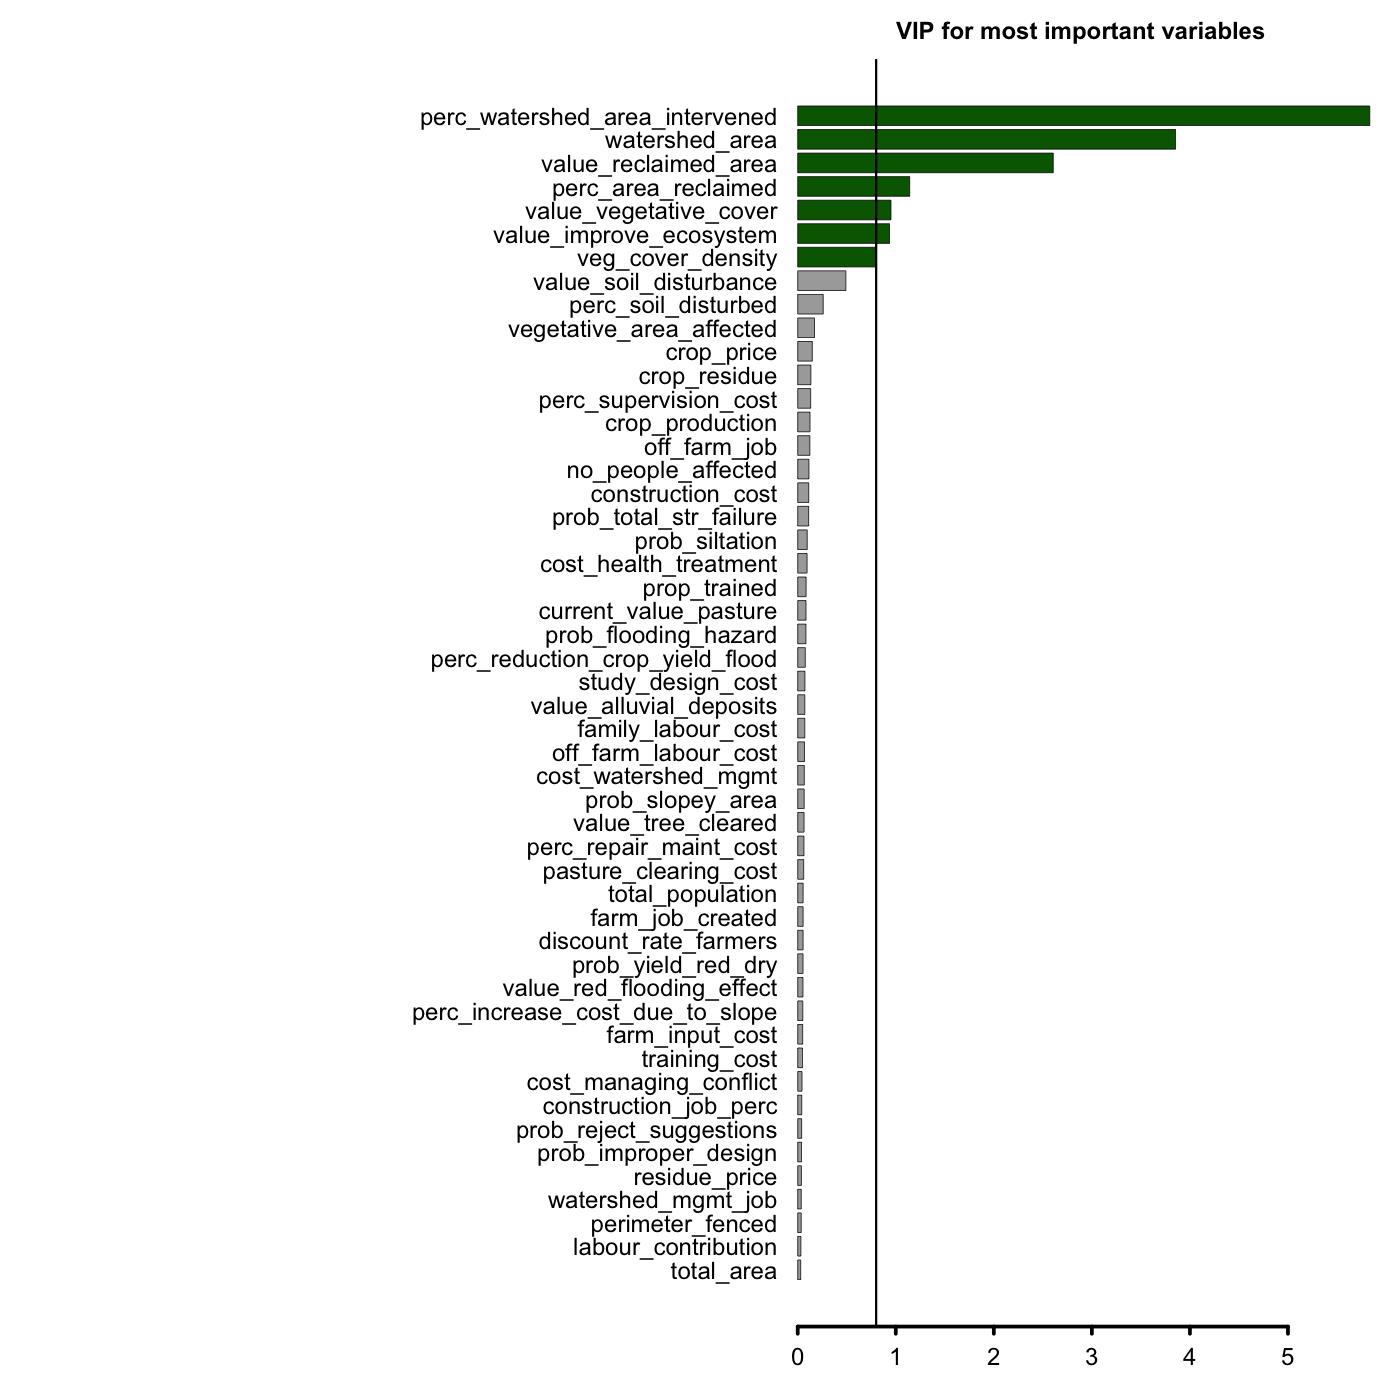 VIP for most important variables
perc_watershed_area_intervened
watershed_area
value_reclaimed_area
perc_area_reclaimed
value_vegetative_cover
value_improve_ecosystem
veg_cover_density
value_soil_disturbance
perc_soil_disturbed
vegetative_area_affected
crop_price
crop_residue
perc_supervision_cost
crop_production
off_farm_job
no_people_affected
construction_cost
prob_total_str_failure
prob_siltation
cost_health_treatment
prop_trained
current_value_pasture
prob_flooding_hazard
perc_reduction_crop_yield_flood
study_design_cost
value_alluvial_deposits
family_labour_cost
off_farm_labour_cost
cost_watershed_mgmt
prob_slopey_area
value_tree_cleared
perc_repair_maint_cost
pasture_clearing_cost
total_population
farm_job_created
discount_rate_farmers
prob_yield_red_dry
value_red_flooding_effect
perc_increase_cost_due_to_slope
farm_input_cost
training_cost
cost_managing_conflict
construction_job_perc
prob_reject_suggestions
prob_improper_design
residue_price
watershed_mgmt_job
perimeter_fenced
labour_contribution
total_area
0 1 2 3 4 5